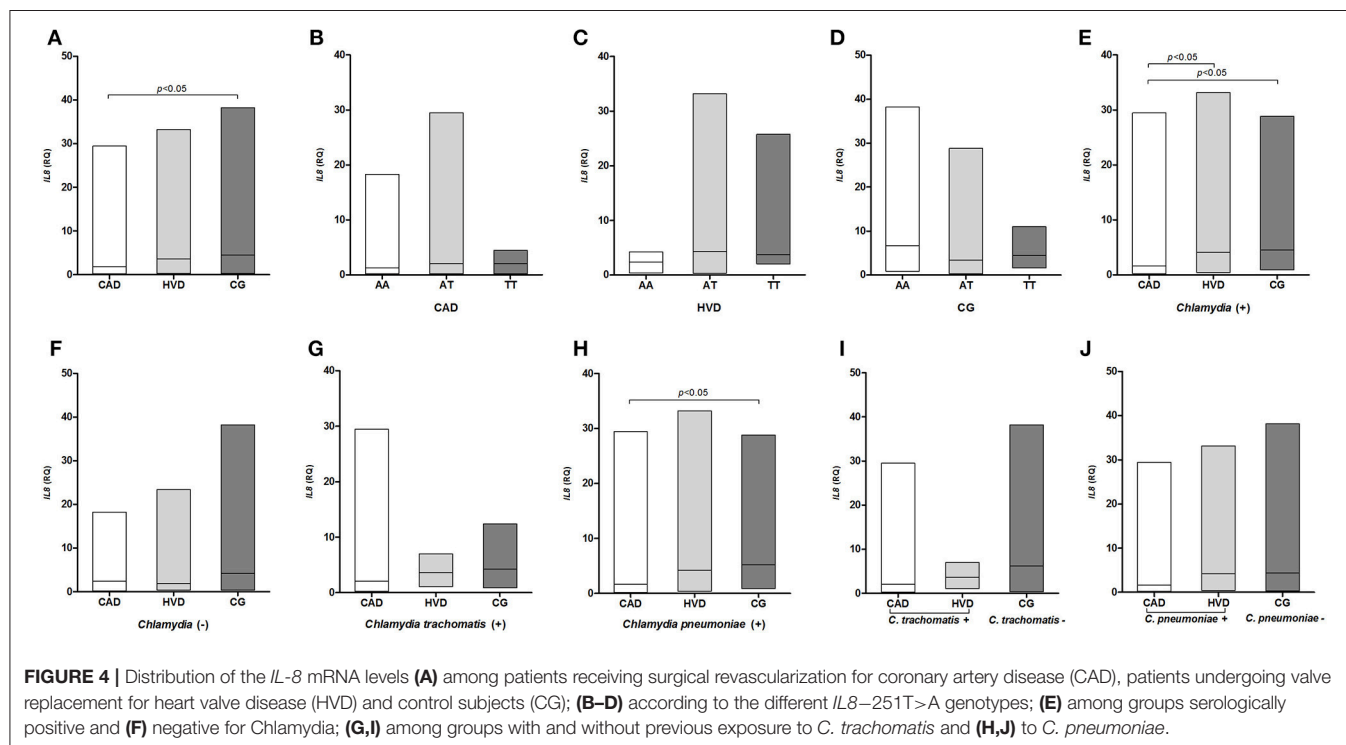 A
B
C
D
E
50
40
30
20
10
0
IL8 (RQ)
p<0.05
CAD HVD CG
40
30
20
10
0
IL8 (RQ)
AA AT TT
CAD
40
30
20
10
0
IL8 (RQ)
AA AT TT
HVD
50
40
30
20
10
0
IL8 (RQ)
AA AT TT
CG
40
30
20
10
0
IL8 (RQ)
p<0.05
p<0.05
CAD HVD CG
Chlamydia (+)
F
G
H
I
J
50
40
30
20
10
0
IL8 (RQ)
CAD HVD CG
Chlamydia (-)
40
30
20
10
0
IL8 (RQ)
CAD HVD CG
Chlamydia trachomatis (+)
40
30
20
10
0
IL8 (RQ)
p<0.05
CAD HVD CG
Chlamydia pneumoniae (+)
50
40
30
20
10
0
IL8 (RQ)
CAD HVD CG
C. trachomatis + C. trachomatis -
50
40
30
20
10
0
IL8 (RQ)
CAD HVD CG
C. pneumoniae + C. pneumoniae -
FIGURE 4 | Distribution of the IL-8 mRNA levels (A) among patients receiving surgical revascularization for coronary artery disease (CAD), patients undergoing valve
replacement for heart valve disease (HVD) and control subjects (CG); (B–D) according to the different IL8−251T>A genotypes; (E) among groups serologically
positive and (F) negative for Chlamydia; (G,I) among groups with and without previous exposure to C. trachomatis and (H,J) to C. pneumoniae.